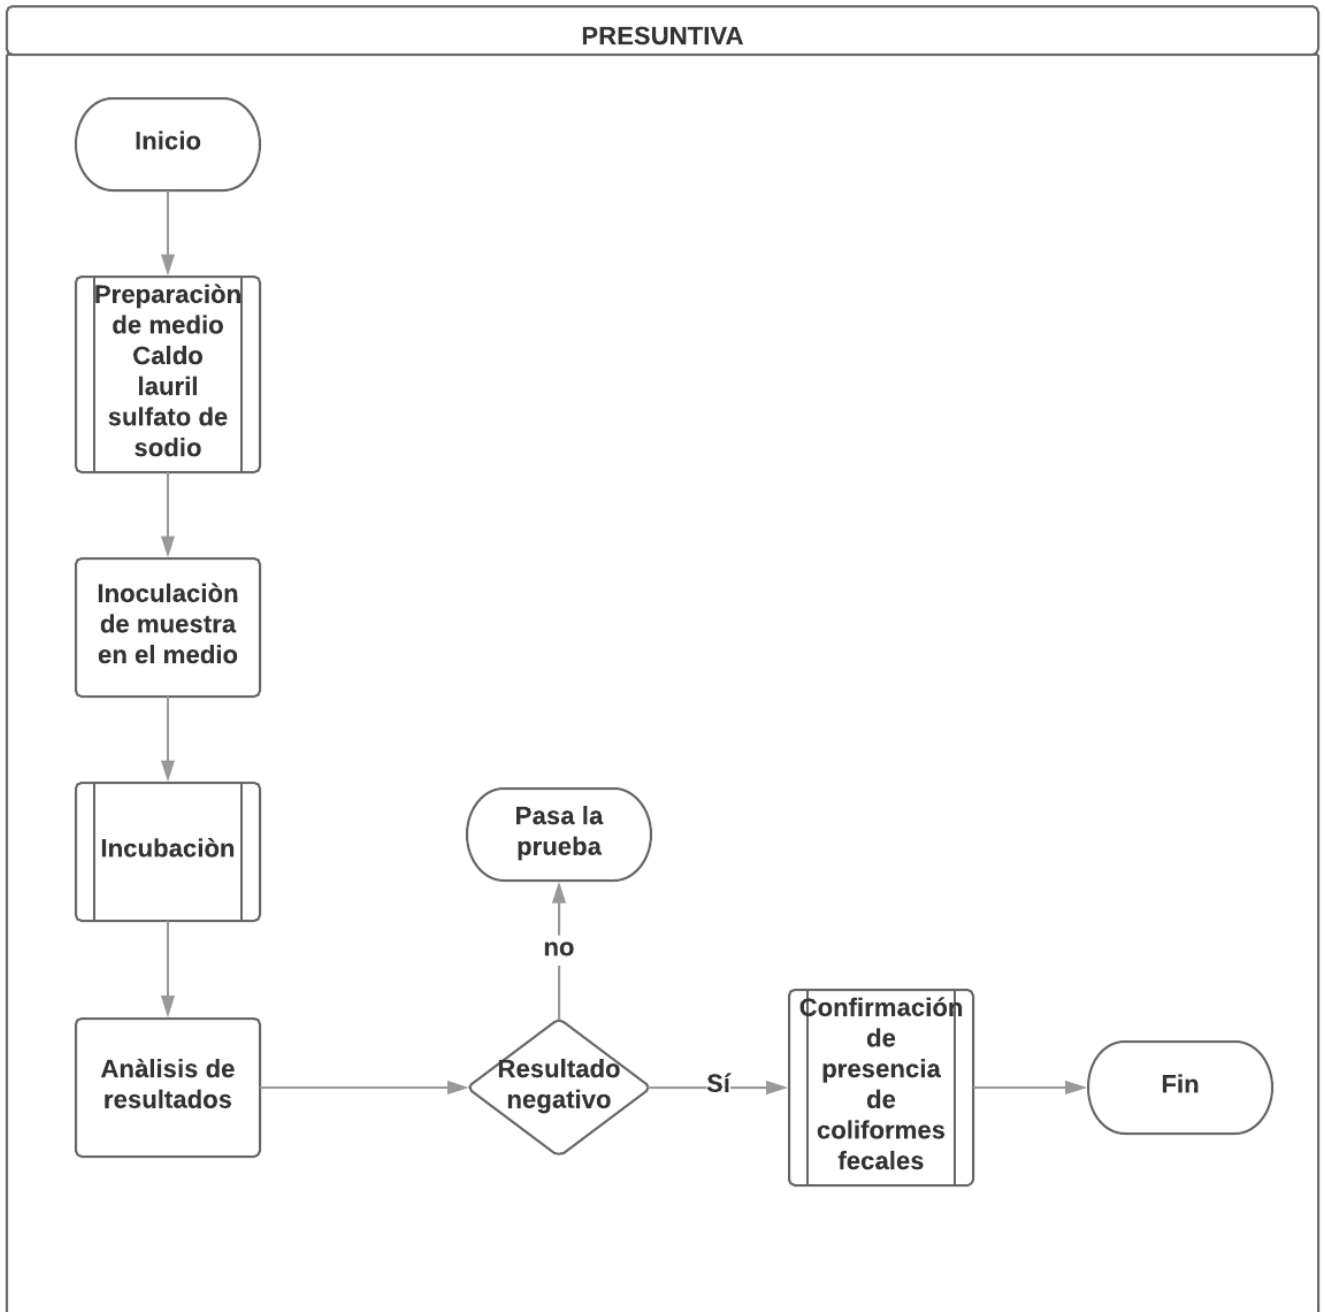 PRESUNTIVA
Inicio
Preparaciòn
de medio
Caldo
lauril
sulfato de
sodio
Inoculaciòn
de muestra
en el medio
Incubaciòn
Anàlisis de
resultados
Pasa la
prueba
no
Resultado
negativo
Sí
Confirmación
de
presencia
de
coliformes
fecales
Fin